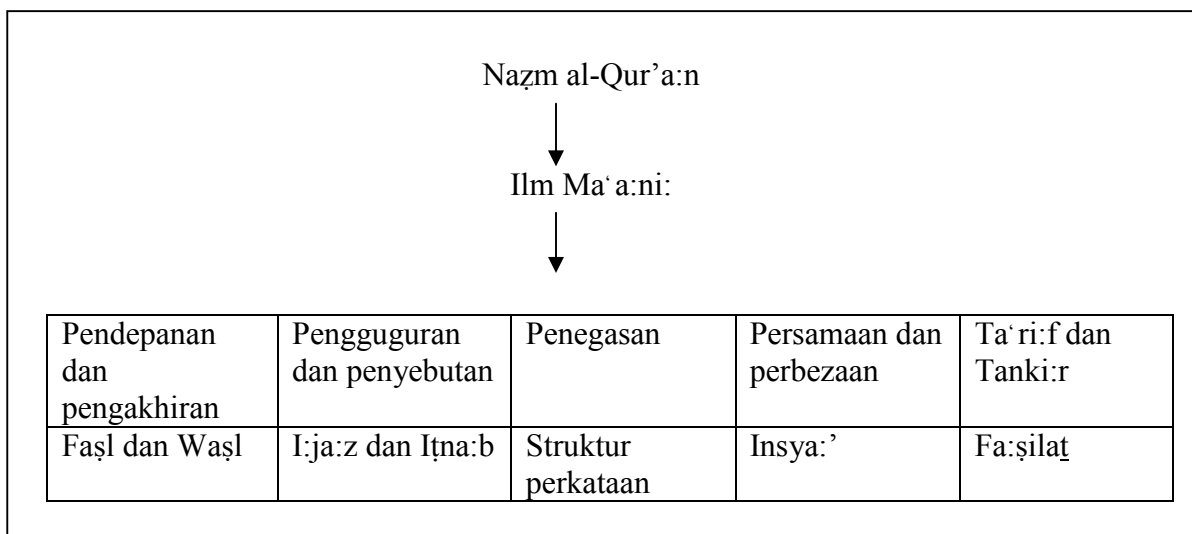 Naẓm al-Qur’a:n
Ilm Ma‘a:ni:
Pendepanan
dan
pengakhiran
Pengguguran
dan penyebutan
Penegasan
Persamaan dan
perbezaan
Ta‘ri:f dan
Tanki:r
Faṣl dan Waṣl
I:ja:z dan Iṭna:b
Struktur
perkataan
Insya:’
Fa:ṣilaṯ